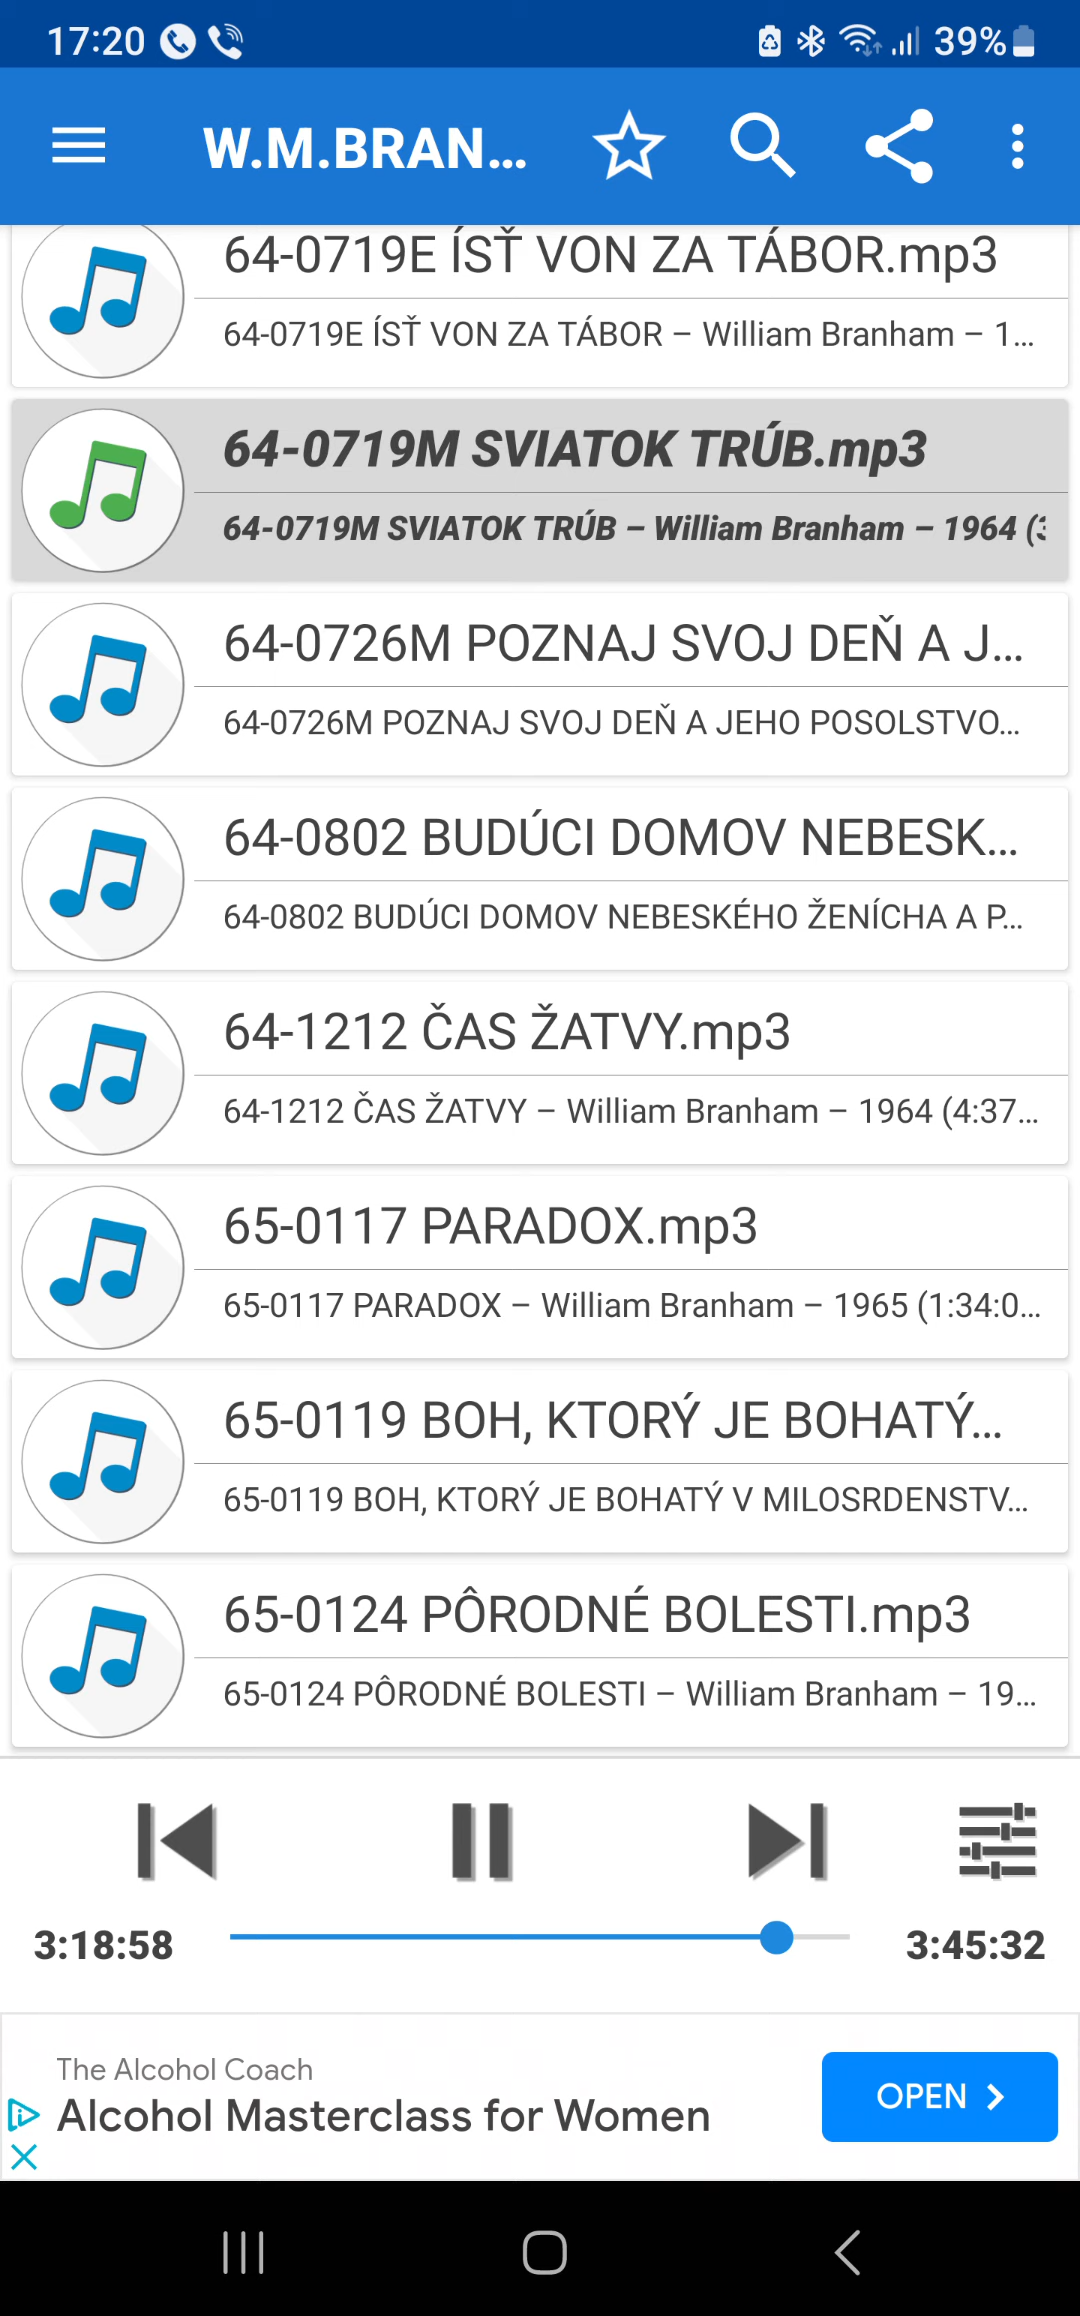 17:20
39%
W.M.BRAN...
64-0719E ÍSŤ VON ZA TÁBOR.mp3
64-0719E ÍSŤ VON ZA TÁBOR – William Branham – 1...
64-0719M SVIATOK TRÚB.mp3
64-0719M SVIATOK TRÚB – William Branham – 1964 (
64-0726M POZNAJ SVOJ DEŇ A J...
64-0726M POZNAJ SVOJ DEŇ A JEHO POSOLSTVO...
64-0802 BUDÚCI DOMOV NEBESK...
64-0802 BUDÚCI DOMOV NEBESKÉHO ŽENÍCHA A P...
64-1212 ČAS ŽATVY.mp3
64-1212 ČAS ŽATVY – William Branham – 1964 (4:37...
65-0117 PARADOX.mp3
65-0117 PARADOX – William Branham – 1965 (1:34:0...
65-0119 BOH, KTORÝ JE BOHATÝ...
65-0119 BOH, KTORÝ JE BOHATÝ V MILOSRDENSTV...
65-0124 PÔRODNÉ BOLESTI.mp3
65-0124 PÔRODNÉ BOLESTI – William Branham – 19...
3:18:58
3:45:32
The Alcohol Coach
Alcohol Masterclass for Women
OPEN